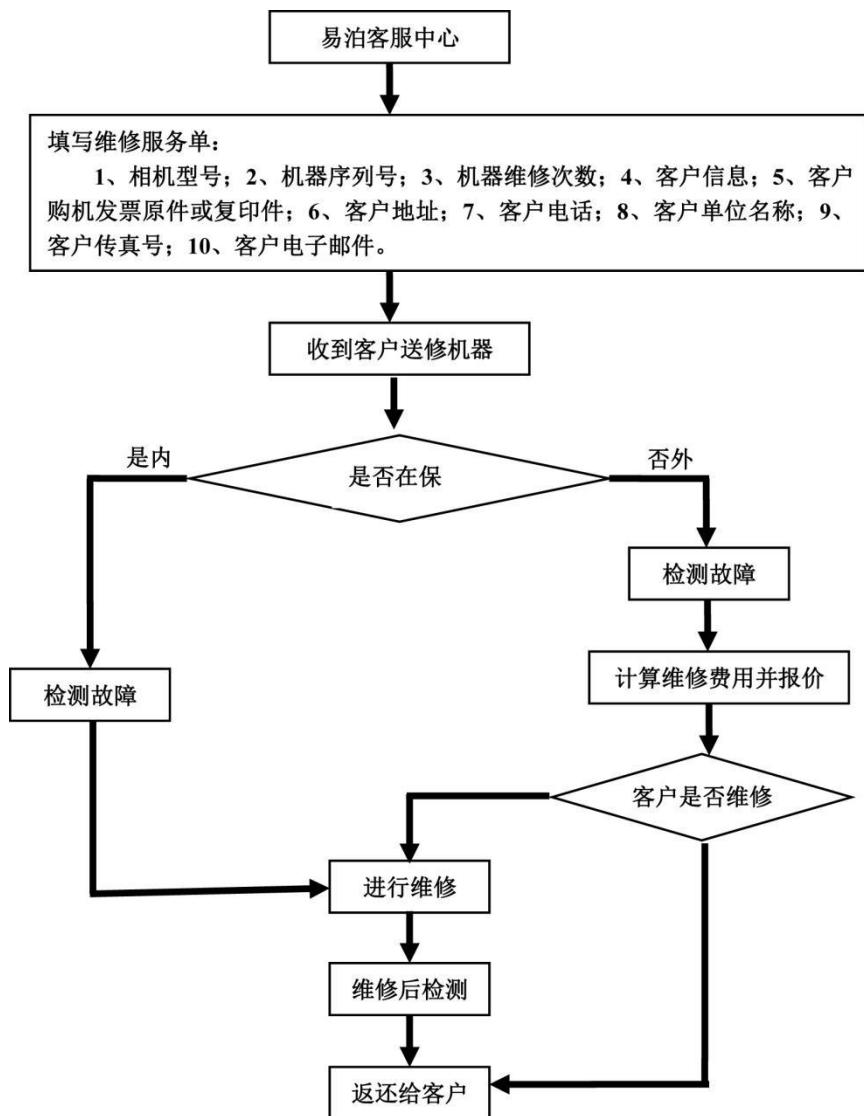 易泊客服中心
填写维修服务单：
1、相机型号；2、机器序列号；3、机器维修次数；4、客户信息；5、客户
购机发票原件或复印件；6、客户地址；7、客户电话；8、客户单位名称；9、
客户传真号；10、客户电子邮件。
收到客户送修机器
是否在保
是内
否外
检测故障
计算维修费用并报价
检测故障
客户是否维修
进行维修
维修后检测
返还给客户